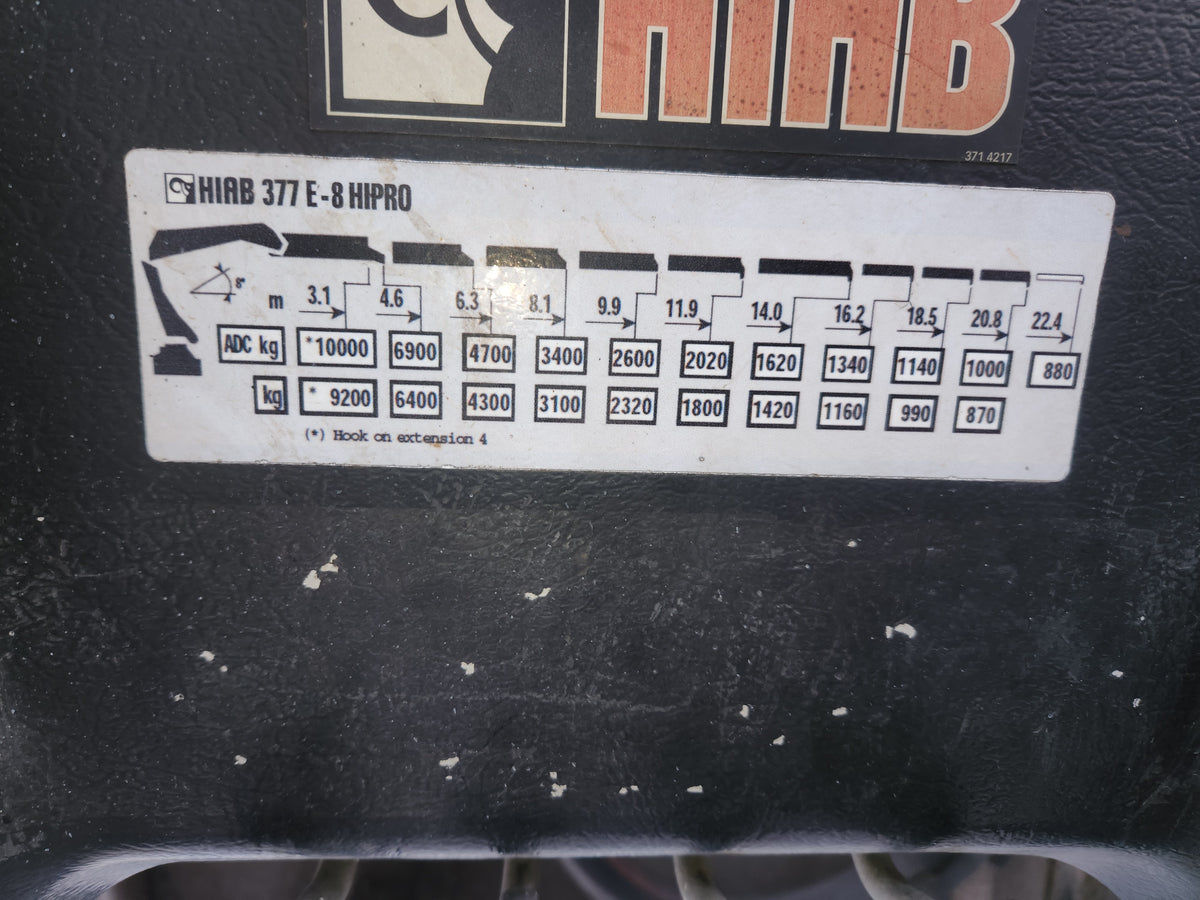 HIAB
371 4217
HIAB 377 E-8 HIPRO
8°
m 3.1 4.6 6.3 8.1 9.9 11.9 14.0 16.2 18.5 20.8 22.4
ADC kg *10000 6900 4700 3400 2600 2020 1620 1340 1140 1000 880
kg * 9200 6400 4300 3100 2320 1800 1420 1160 990 870
(*) Hook on extension 4